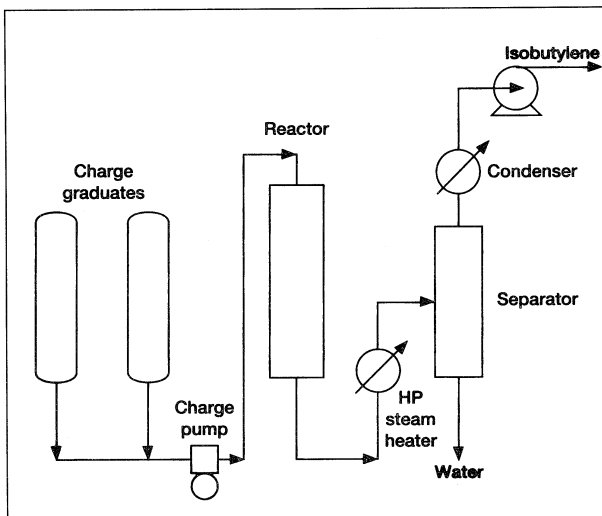 Isobutylene
Reactor
Charge
graduates
Condenser
Separator
HP
steam
heater
Charge
pump
Water